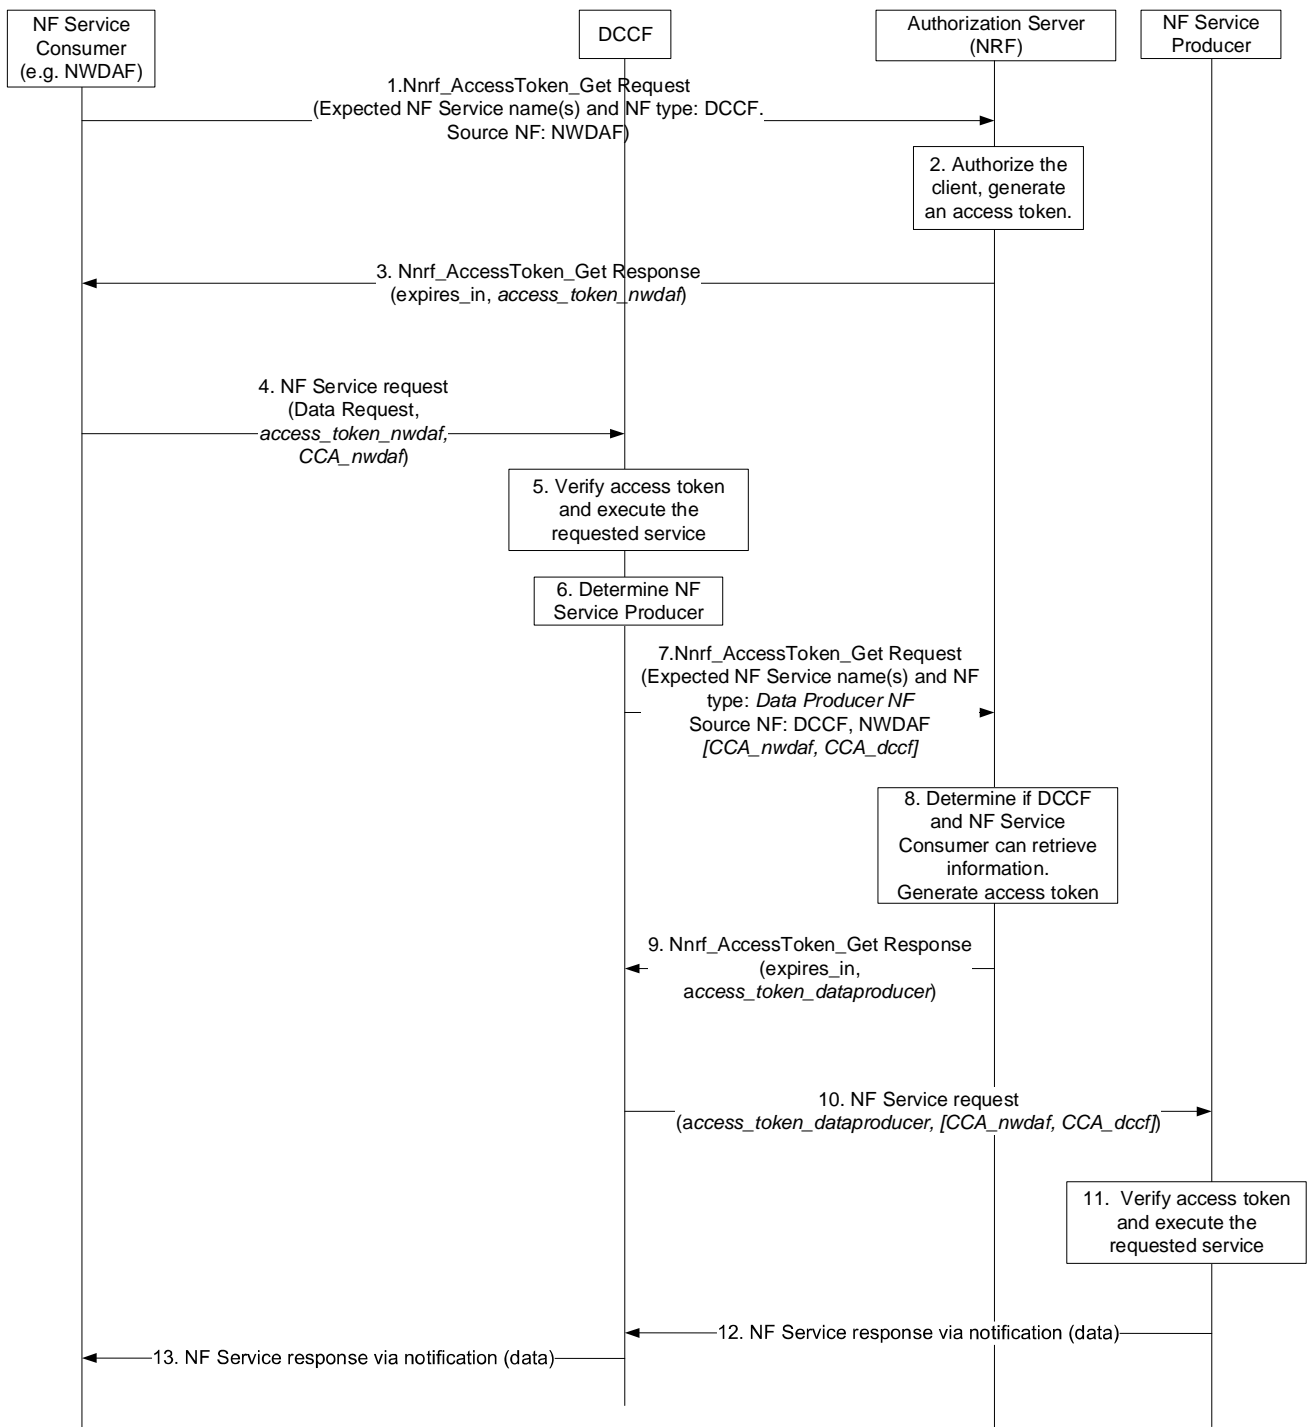 NF Service
Consumer
(e.g. NWDAF)
DCCF
Authorization Server
(NRF)
NF Service
Producer
1.Nnrf_AccessToken_Get Request
(Expected NF Service name(s) and NF type: DCCF.
Source NF: NWDAF)
2. Authorize the
client, generate
an access token.
3. Nnrf_AccessToken_Get Response
(expires_in, access_token_nwdaf)
4. NF Service request
(Data Request,
access_token_nwdaf,
CCA_nwdaf)
5. Verify access token
and execute the
requested service
6. Determine NF
Service Producer
7.Nnrf_AccessToken_Get Request
(Expected NF Service name(s) and NF
type: Data Producer NF
Source NF: DCCF, NWDAF
[CCA_nwdaf, CCA_dccf]
8. Determine if DCCF
and NF Service
Consumer can retrieve
information.
Generate access token
9. Nnrf_AccessToken_Get Response
(expires_in,
access_token_dataproducer)
10. NF Service request
(access_token_dataproducer, [CCA_nwdaf, CCA_dccf])
11. Verify access token
and execute the
requested service
12. NF Service response via notification (data)
13. NF Service response via notification (data)